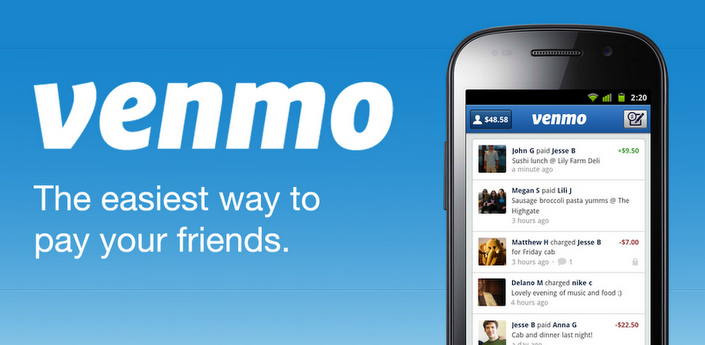 venmo
The easiest way to
pay your friends.
2:20
$48.58
venmo
John G paid Jesse B +$9.50
Sushi lunch @ Lily Farm Deli
a minute ago
Megan S paid Lili J
Sausage broccoli pasta yumms @ The
Highgate
3 hours ago
Matthew H charged Jesse B -$7.00
for Friday cab
3 hours ago · 1
Delano M charged nike c
Lovely evening of music and food ;)
4 hours ago
Jesse B paid Anna G -$22.50
Cab and dinner last night!
a day ago